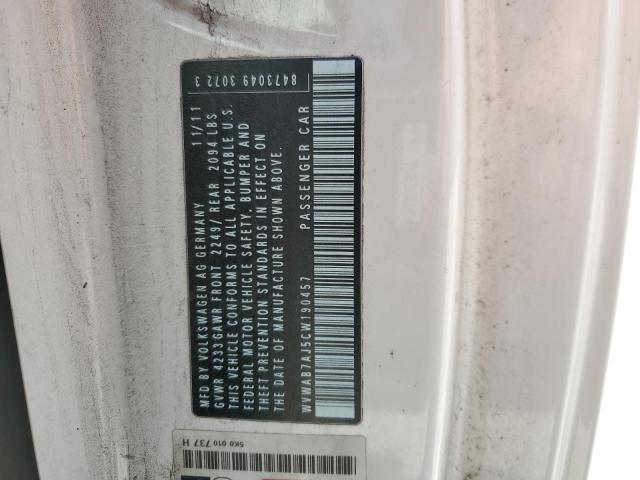 MFD BY VOLKSWAGEN AG GERMANY 11/11
GVWR 4233GAWR FRONT 2249/ REAR 2094 LBS
THIS VEHICLE CONFORMS TO ALL APPLICABLE U.S.
FEDERAL MOTOR VEHICLE SAFETY, BUMPER AND
THEFT PREVENTION STANDARDS IN EFFECT ON
THE DATE OF MANUFACTURE SHOWN ABOVE.
WVWAB7AJ5CW190457 PASSENGER CAR
8473049 3072 3
5K0 010 737 H